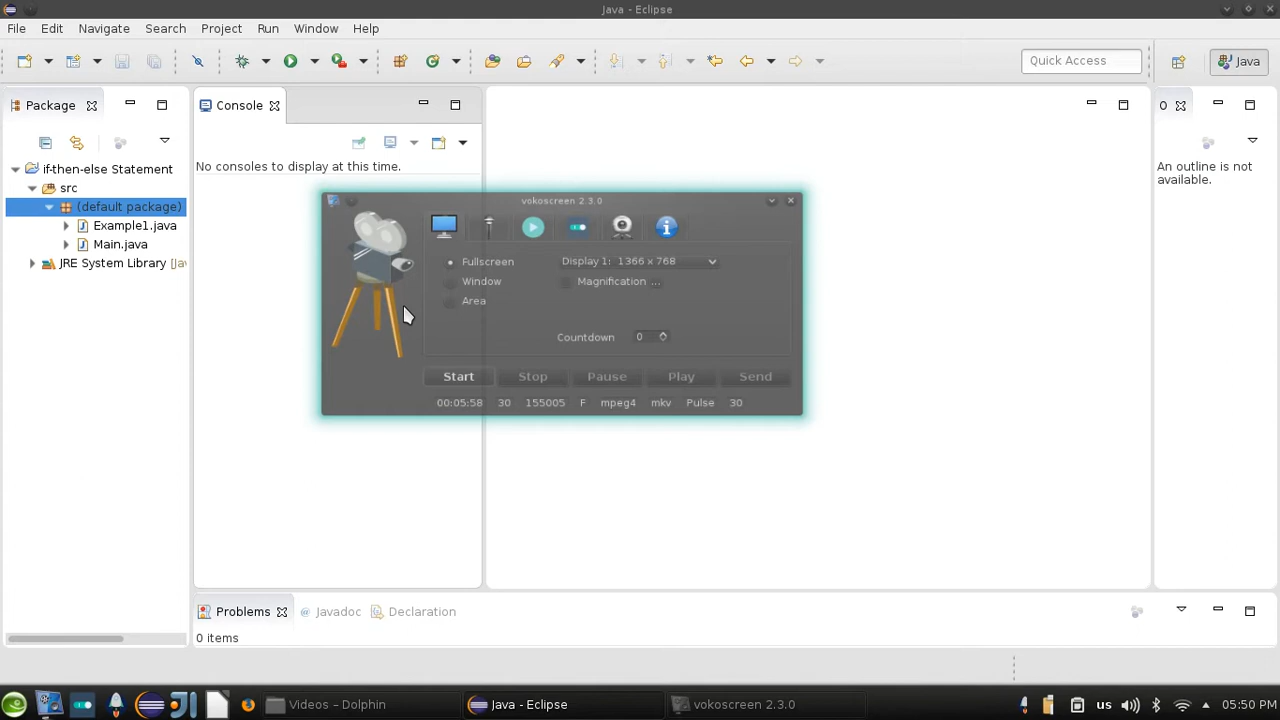 Java - Eclipse
File Edit Navigate Search Project Run Window Help
Quick Access
Java
Package
Console
O
No consoles to display at this time.
An outline is not available.
if-then-else Statement
src
(default package)
Example1.java
Main.java
JRE System Library [Jav
vokoscreen 2.3.0
Fullscreen
Display 1: 1366 x 768
Window
Magnification ...
Area
Countdown 0
Start Stop Pause Play Send
00:05:58 30 155005 F mpeg4 mkv Pulse 30
Problems @ Javadoc Declaration
0 items
Videos – Dolphin
Java - Eclipse
vokoscreen 2.3.0
us
05:50 PM